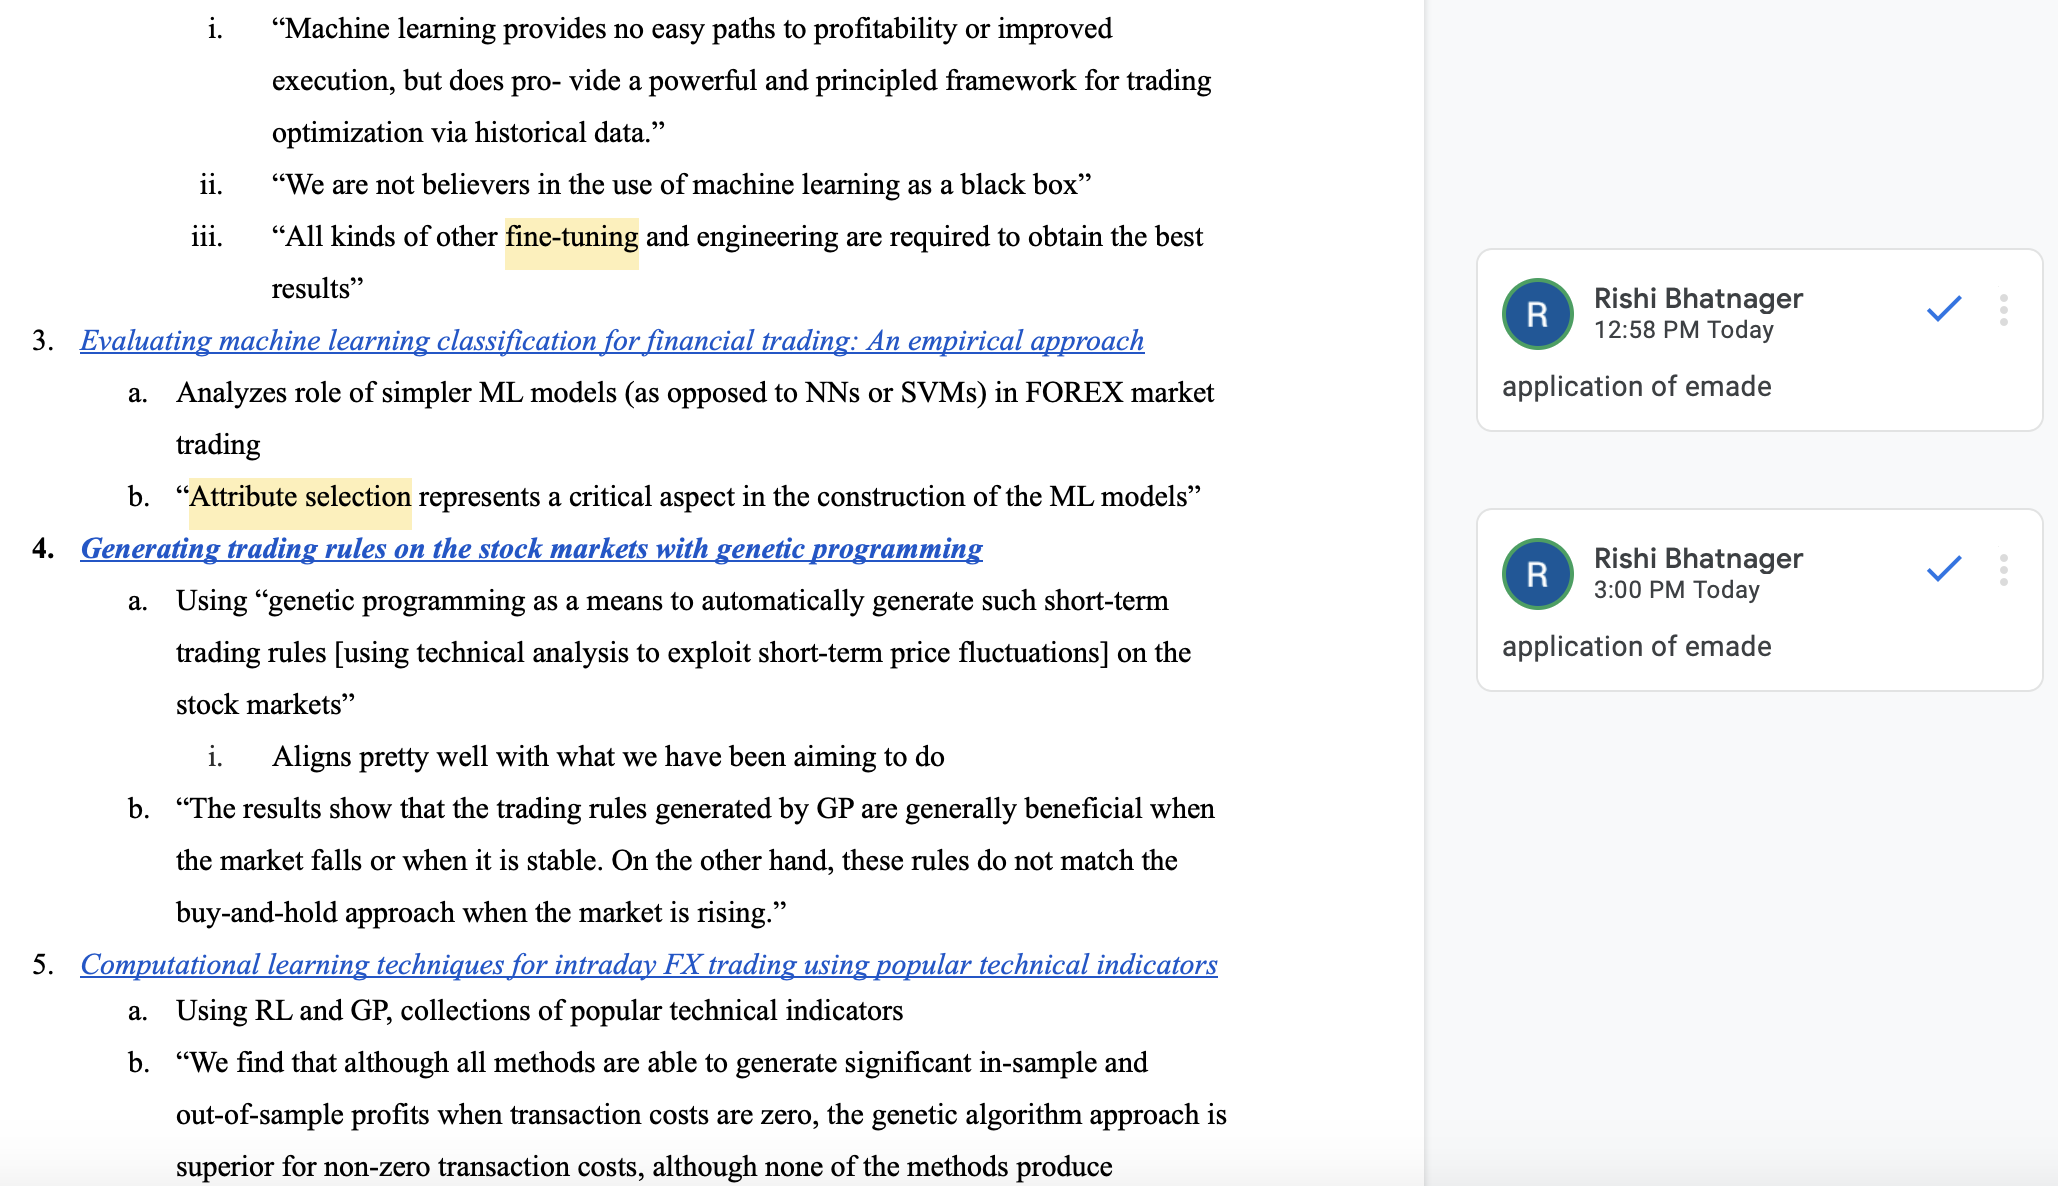 i. “Machine learning provides no easy paths to profitability or improved
execution, but does pro- vide a powerful and principled framework for trading
optimization via historical data.”
ii. “We are not believers in the use of machine learning as a black box”
iii. “All kinds of other fine-tuning and engineering are required to obtain the best
results”
3. Evaluating machine learning classification for financial trading: An empirical approach
a. Analyzes role of simpler ML models (as opposed to NNs or SVMs) in FOREX market
trading
b. “Attribute selection represents a critical aspect in the construction of the ML models”
4. Generating trading rules on the stock markets with genetic programming
a. Using “genetic programming as a means to automatically generate such short-term
trading rules [using technical analysis to exploit short-term price fluctuations] on the
stock markets”
i. Aligns pretty well with what we have been aiming to do
b. “The results show that the trading rules generated by GP are generally beneficial when
the market falls or when it is stable. On the other hand, these rules do not match the
buy-and-hold approach when the market is rising.”
5. Computational learning techniques for intraday FX trading using popular technical indicators
a. Using RL and GP, collections of popular technical indicators
b. “We find that although all methods are able to generate significant in-sample and
out-of-sample profits when transaction costs are zero, the genetic algorithm approach is
superior for non-zero transaction costs, although none of the methods produce
R
Rishi Bhatnager
12:58 PM Today
application of emade
R
Rishi Bhatnager
3:00 PM Today
application of emade